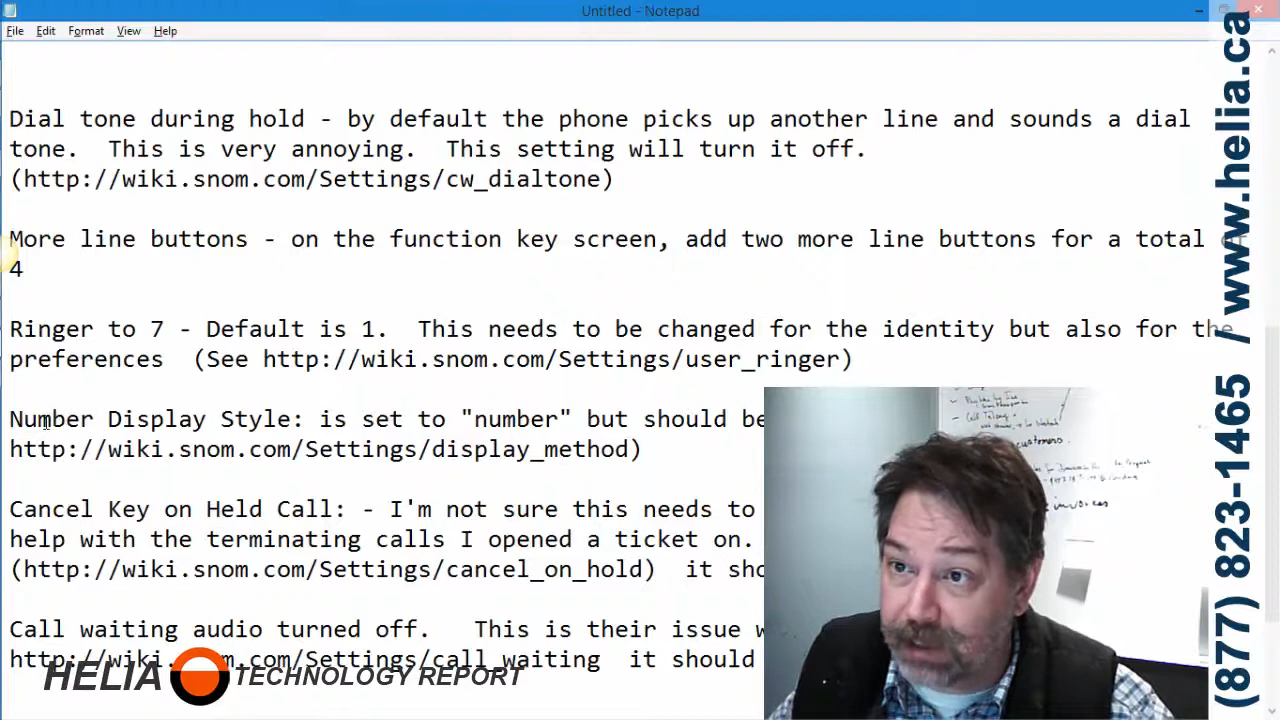 Untitled - Notepad
File Edit Format View Help
Dial tone during hold - by default the phone picks up another line and sounds a dial
tone.  This is very annoying.  This setting will turn it off.
(http://wiki.snom.com/Settings/cw_dialtone)
More line buttons - on the function key screen, add two more line buttons for a total of
4
Ringer to 7 - Default is 1.  This needs to be changed for the identity but also for the
preferences  (See http://wiki.snom.com/Settings/user_ringer)
Number Display Style: is set to "number" but should be
http://wiki.snom.com/Settings/display_method)
Cancel Key on Held Call: - I'm not sure this needs to
help with the terminating calls I opened a ticket on.
(http://wiki.snom.com/Settings/cancel_on_hold)  it
Call waiting audio turned off.   This is their issue
http://wiki.snom.com/Settings/call_waiting  it should
HELIA TECHNOLOGY REPORT
(877) 823-1465 / www.helia.ca
customers.
invoices